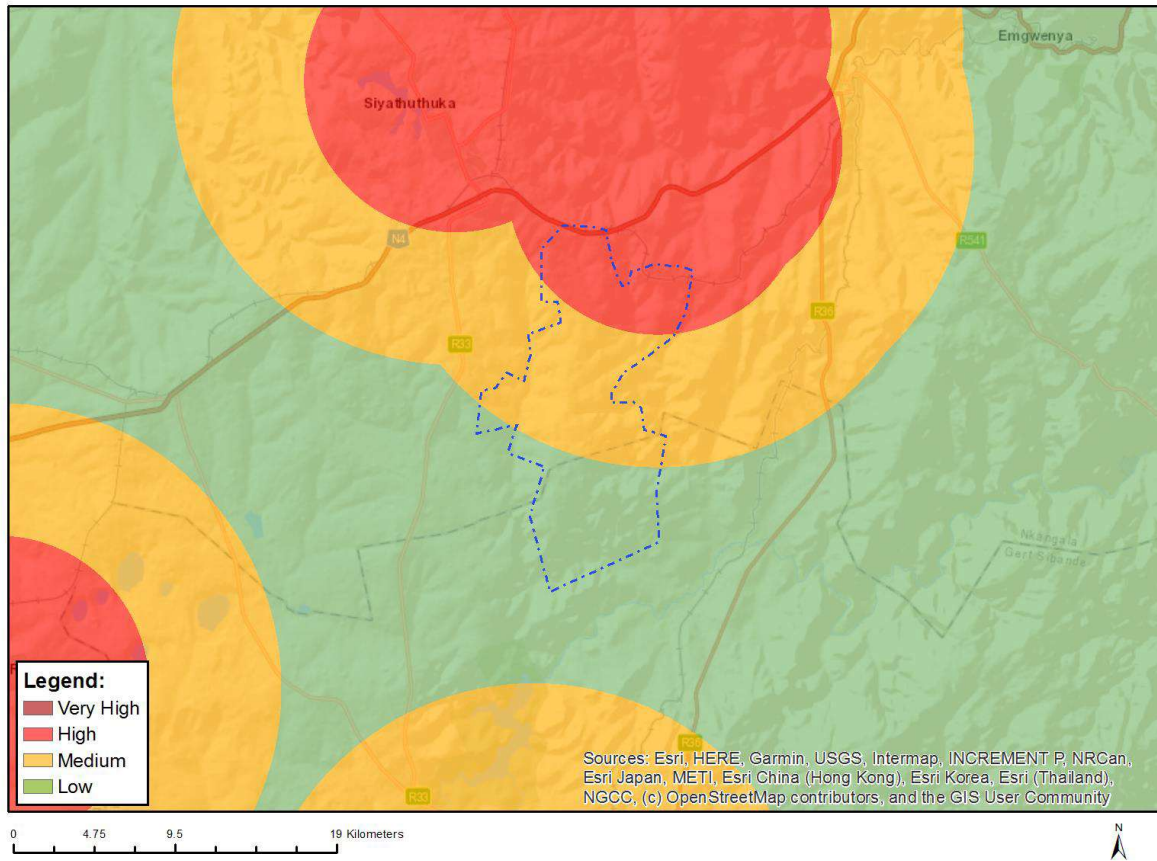 Emgwenya
Siyathuthuka
N4
R541
R36
R33
Nkangala
Gert Sibande
Legend:
Very High
High
Medium
Low
R33
Sources: Esri, HERE, Garmin, USGS, Intermap, INCREMENT P, NRCan,
Esri Japan, METI, Esri China (Hong Kong), Esri Korea, Esri (Thailand),
NGCC, (c) OpenStreetMap contributors, and the GIS User Community
0 4.75 9.5 19 Kilometers
N